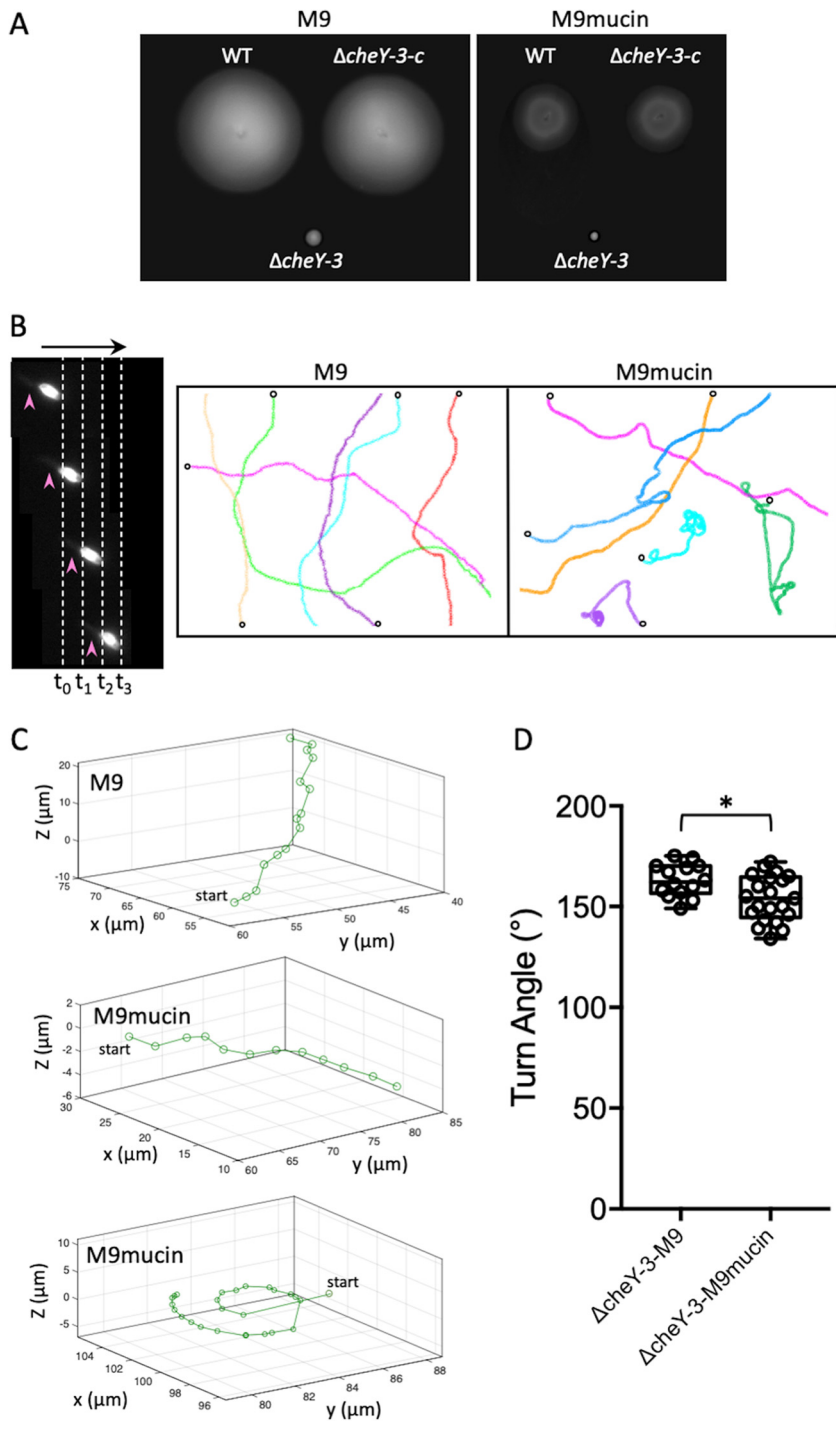 A
M9
M9mucin
WT
ΔcheY-3-c
WT
ΔcheY-3-c
ΔcheY-3
ΔcheY-3
B
M9
M9mucin
t0 t1 t2 t3
C
M9
Z (µm)
20
10
0
-10
75
70
65
60
55
x (µm)
start
60
55
50
45
40
y (µm)
M9mucin
Z (µm)
2
0
-2
-4
-6
start
30
25
20
15
10
x (µm)
60
65
70
75
80
85
y (µm)
M9mucin
Z (µm)
10
5
0
-5
start
104
102
100
98
96
x (µm)
80
82
84
86
88
y (µm)
D
*
Turn Angle (°)
200
150
100
50
0
ΔcheY-3-M9
ΔcheY-3-M9mucin